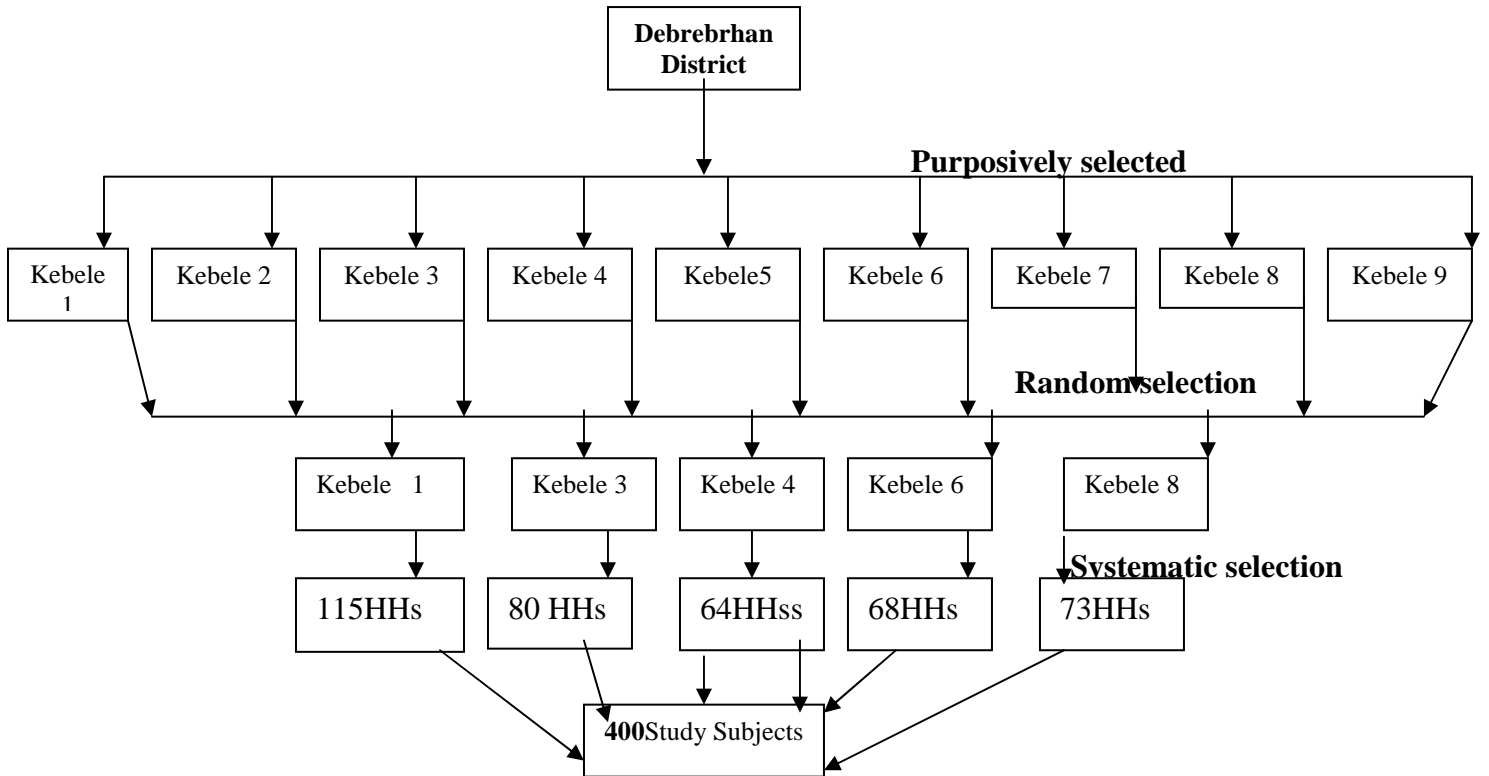 Debrebrhan
District
Purposively selected
Kebele
1
Kebele 2
Kebele 3
Kebele 4
Kebele5
Kebele 6
Kebele 7
Kebele 8
Kebele 9
Random selection
Kebele 1
Kebele 3
Kebele 4
Kebele 6
Kebele 8
Systematic selection
115HHs
80 HHs
64HHss
68HHs
73HHs
400Study Subjects